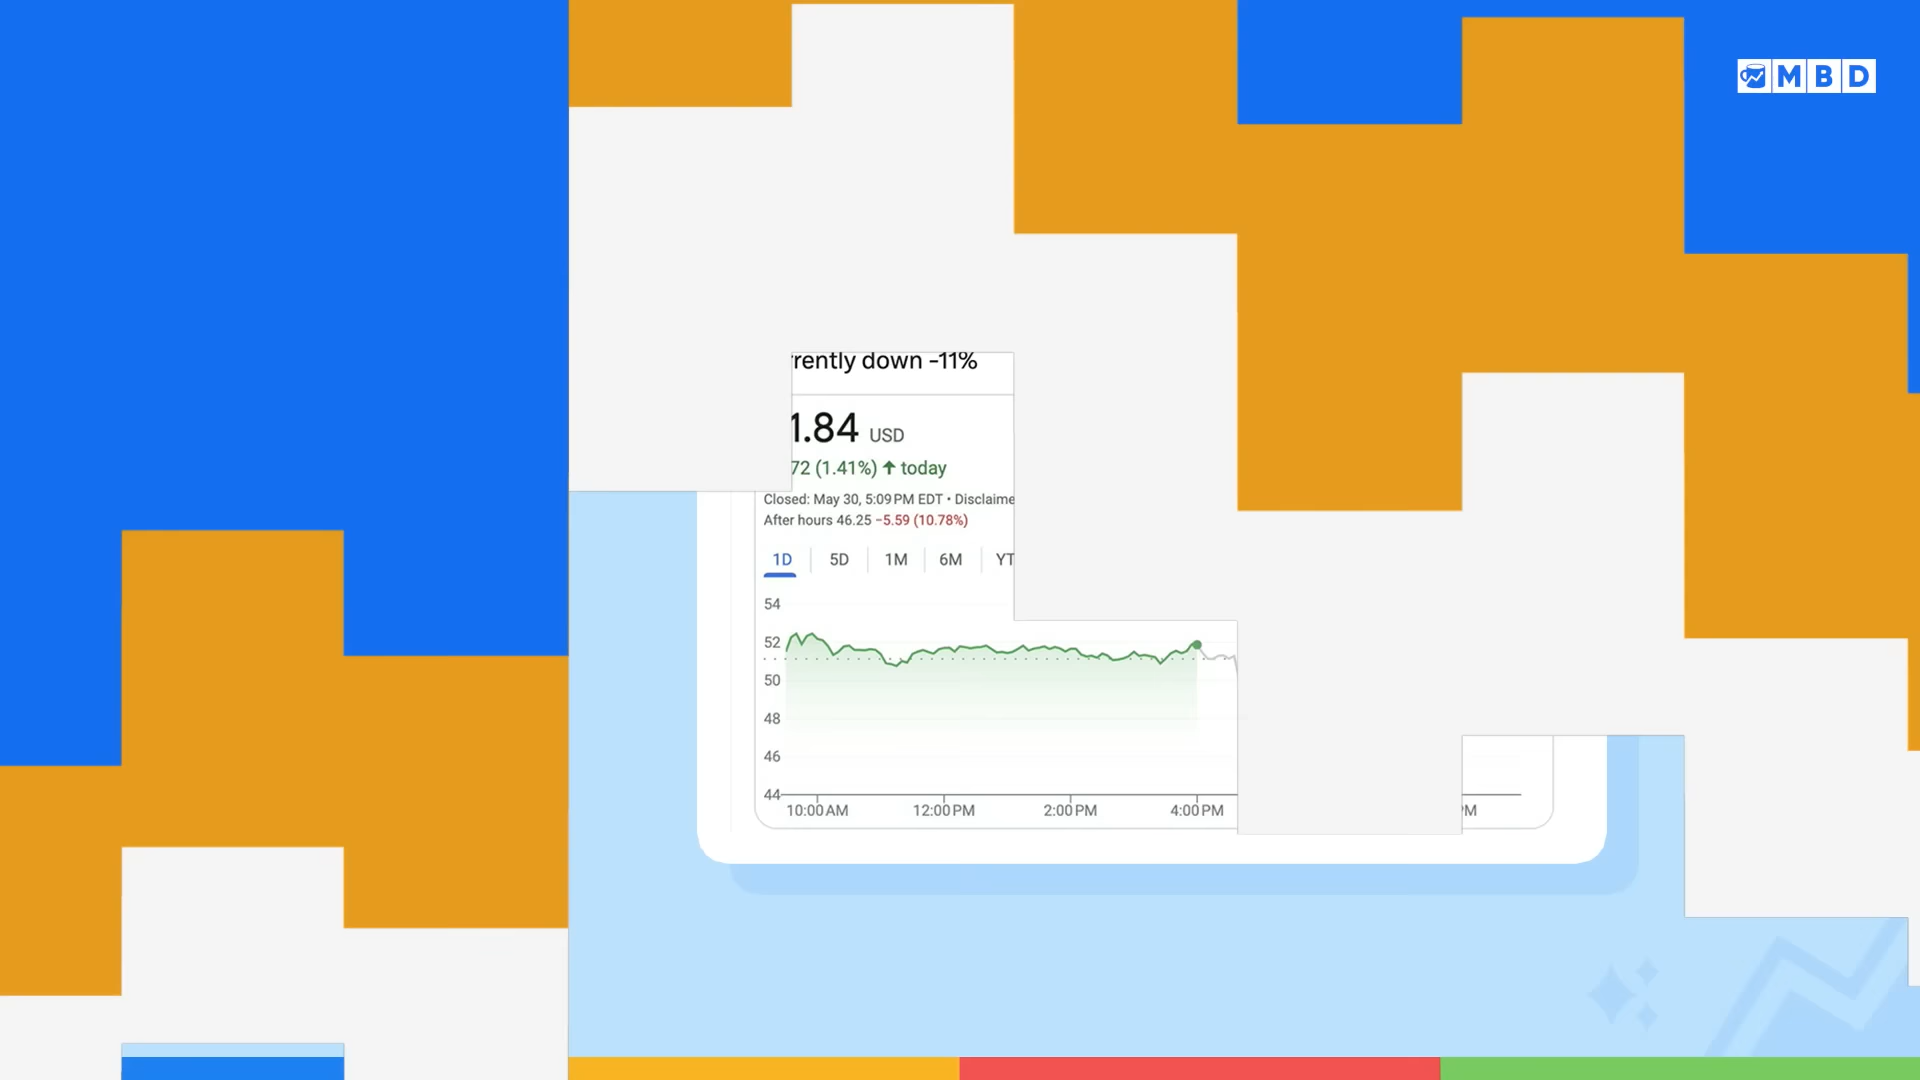 MBD
rently down -11%
1.84 USD
72 (1.41%) ↑ today
Closed: May 30, 5:09 PM EDT • Disclaime
After hours 46.25 −5.59 (10.78%)
1D 5D 1M 6M YT
54
52
50
48
46
44
10:00 AM 12:00 PM 2:00 PM 4:00 PM PM